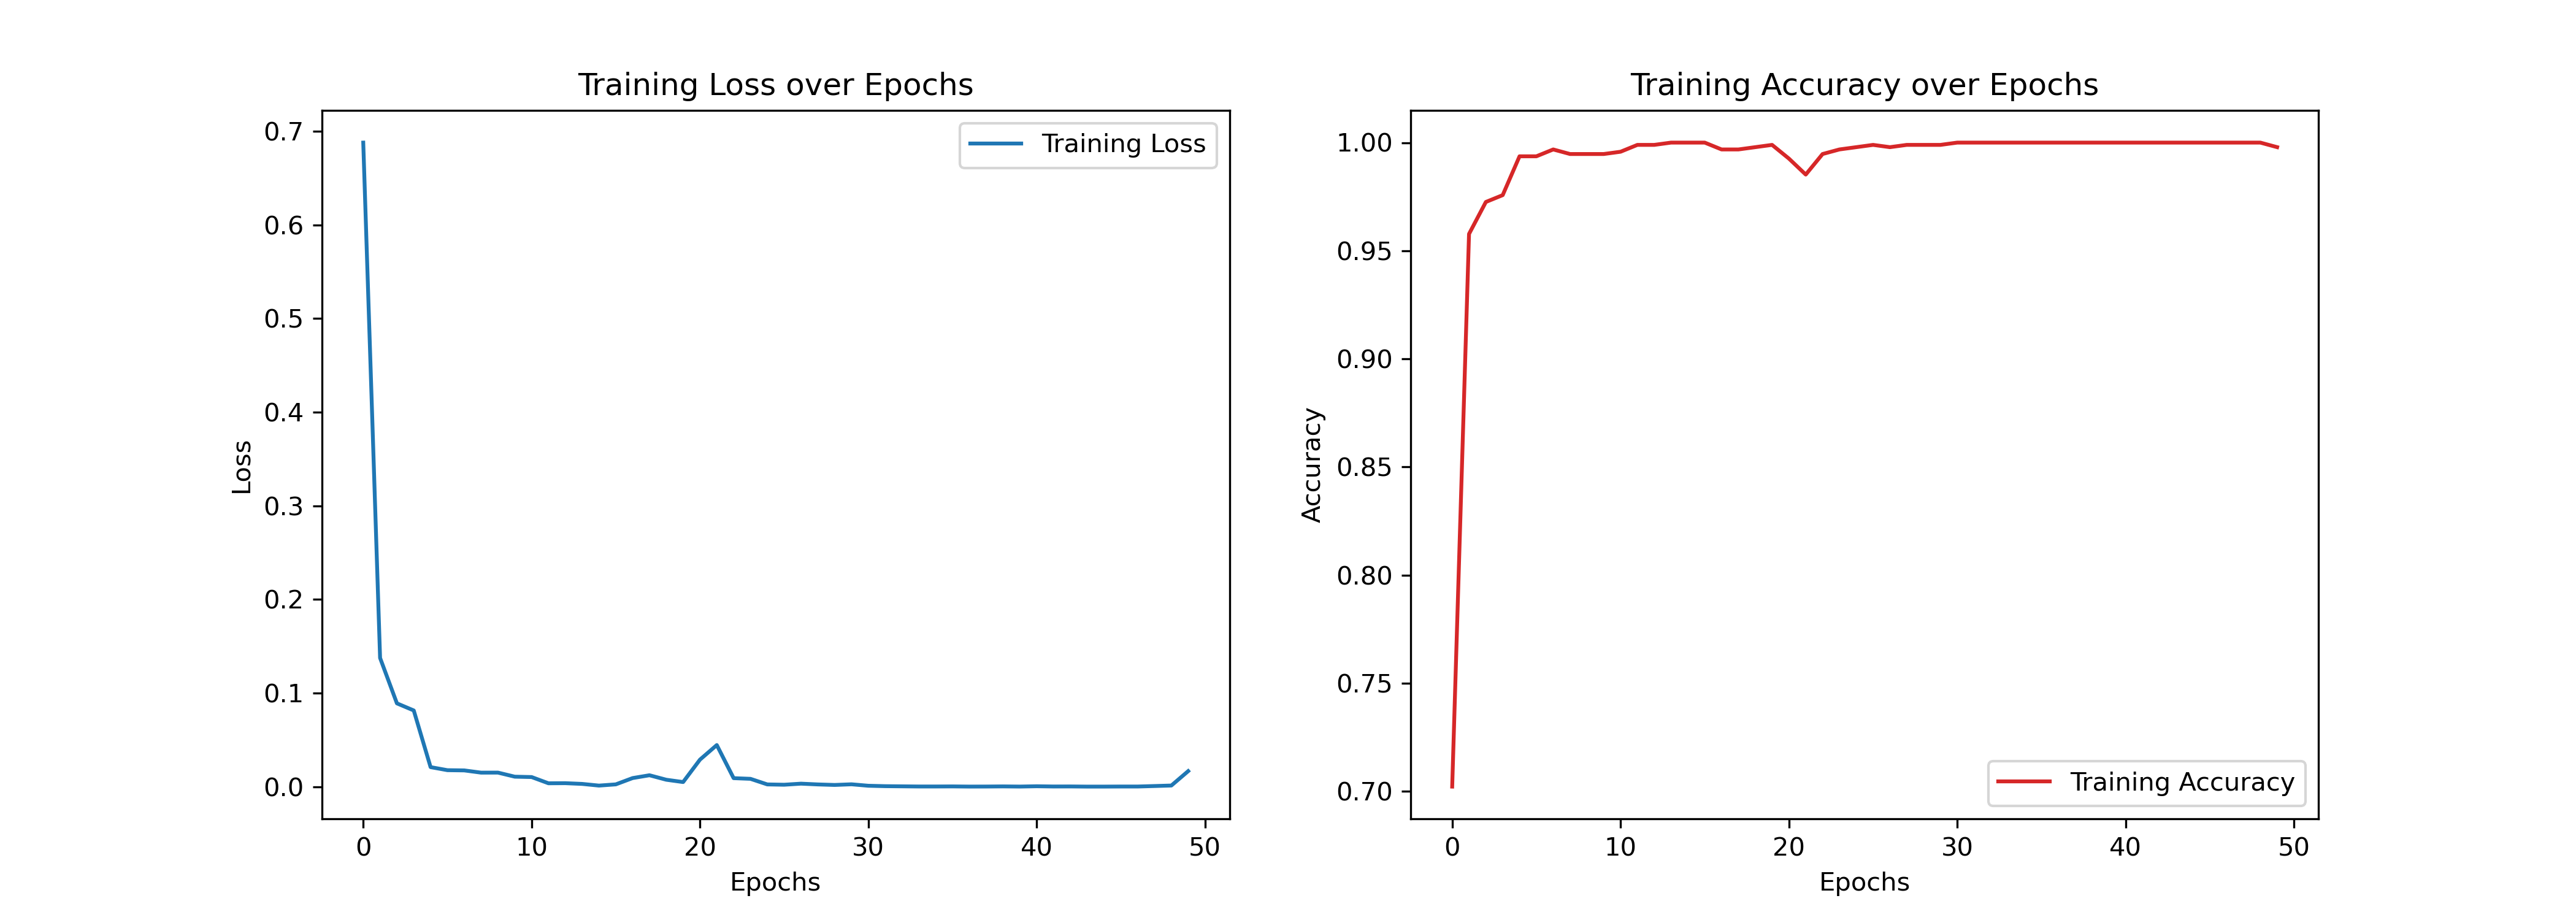 Training Loss over Epochs
Training Loss
0.7
0.6
0.5
0.4
0.3
0.2
0.1
0.0
Loss
0 10 20 30 40 50
Epochs
Training Accuracy over Epochs
1.00
0.95
0.90
0.85
0.80
0.75
0.70
Accuracy
Training Accuracy
0 10 20 30 40 50
Epochs